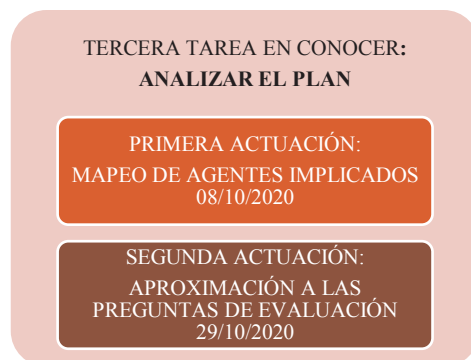 TERCERA TAREA EN CONOCER:
ANALIZAR EL PLAN
PRIMERA ACTUACIÓN:
MAPEO DE AGENTES IMPLICADOS
08/10/2020
SEGUNDA ACTUACIÓN:
APROXIMACIÓN A LAS
PREGUNTAS DE EVALUACIÓN
29/10/2020